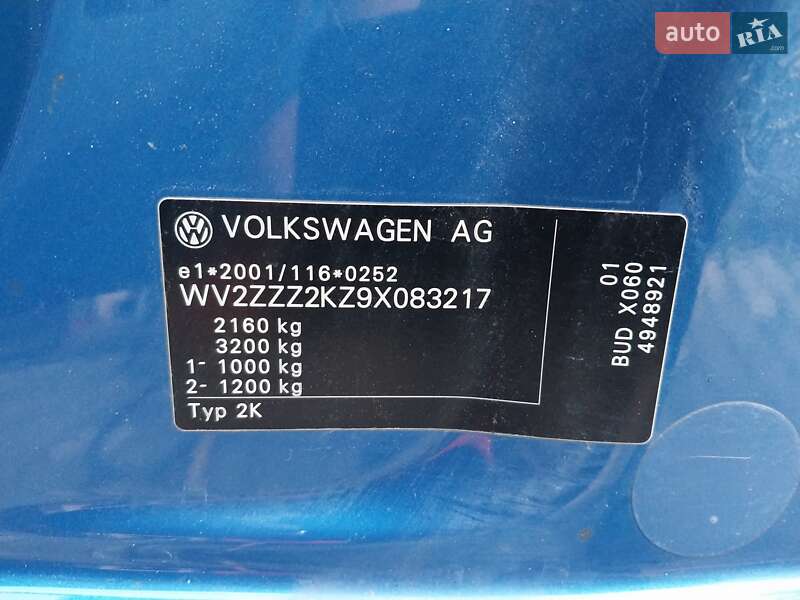 auto RIA .com
VOLKSWAGEN AG
e1*2001/116*0252
WV2ZZZ2KZ9X083217
2160 kg
3200 kg
1- 1000 kg
2- 1200 kg
Typ 2K
01
BUD X060
4948921